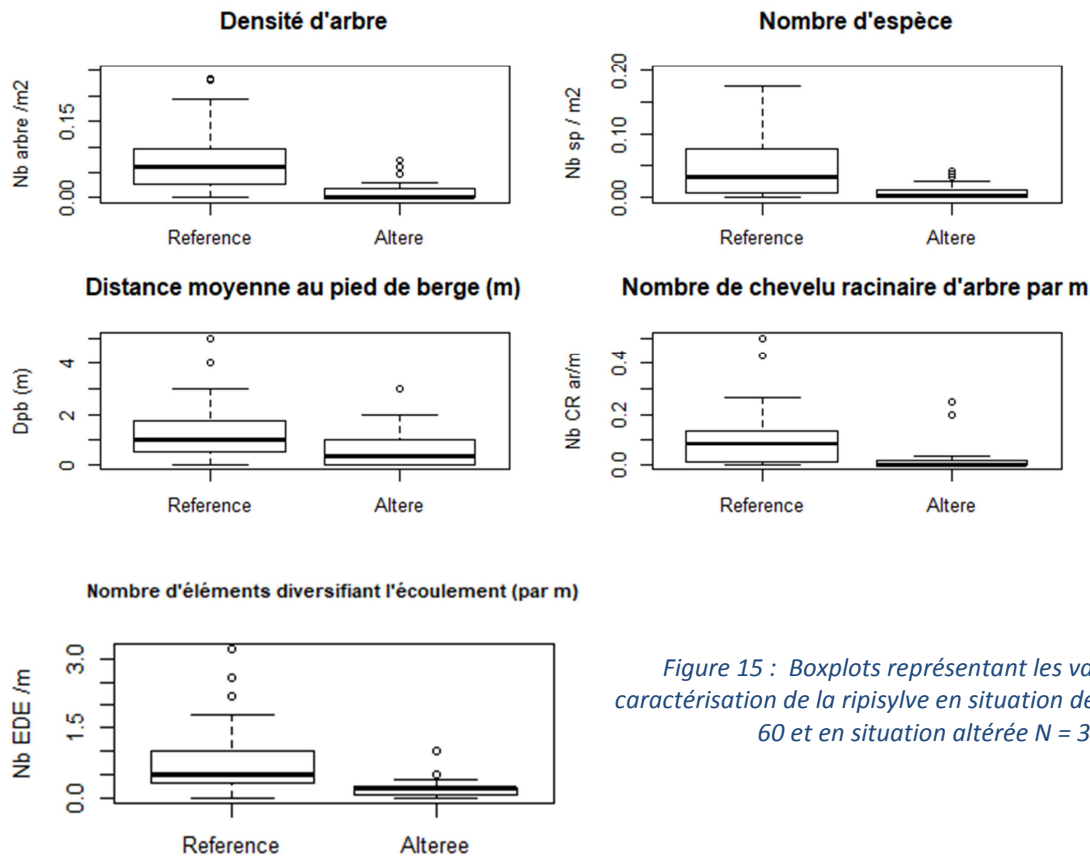 Densité d'arbre
Nb arbre /m2
0.00
0.15
Reference
Altere
Nombre d'espèce
Nb sp / m2
0.00
0.10
0.20
Reference
Altere
Distance moyenne au pied de berge (m)
Dpb (m)
0
2
4
Reference
Altere
Nombre de chevelu racinaire d'arbre par m
Nb CR ar/m
0.0
0.2
0.4
Reference
Altere
Nombre d'éléments diversifiant l'écoulement (par m)
Nb EDE /m
0.0
1.5
3.0
Reference
Alteree
Figure 15 : Boxplots représentant les va
caractérisation de la ripisylve en situation de
60 et en situation altérée N = 3